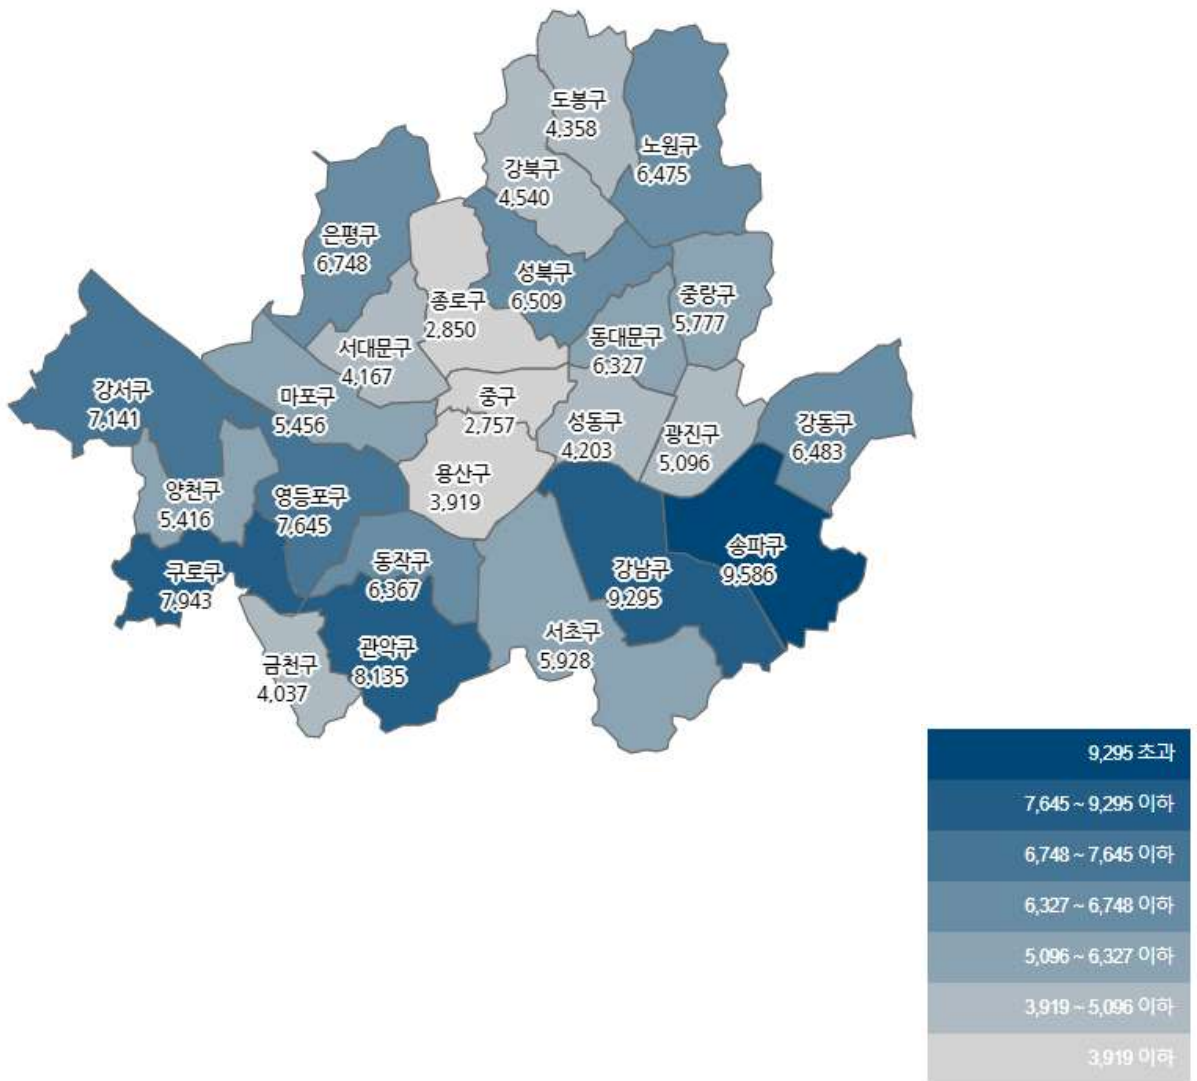 도봉구
4,358
노원구
6,475
강북구
4,540
은평구
6,748
성북구
6,509
종로구
2,850
중랑구
5,777
동대문구
6,327
서대문구
4,167
강서구
7,141
마포구
5,456
중구
2,757
성동구
4,203
광진구
5,096
강동구
6,483
용산구
3,919
양천구
5,416
영등포구
7,645
구로구
7,943
동작구
6,367
강남구
9,295
송파구
9,586
금천구
4,037
관악구
8,135
서초구
5,928
9,295 초과
7,645 ~ 9,295 이하
6,748 ~ 7,645 이하
6,327 ~ 6,748 이하
5,096 ~ 6,327 이하
3,919 ~ 5,096 이하
3,919 이하